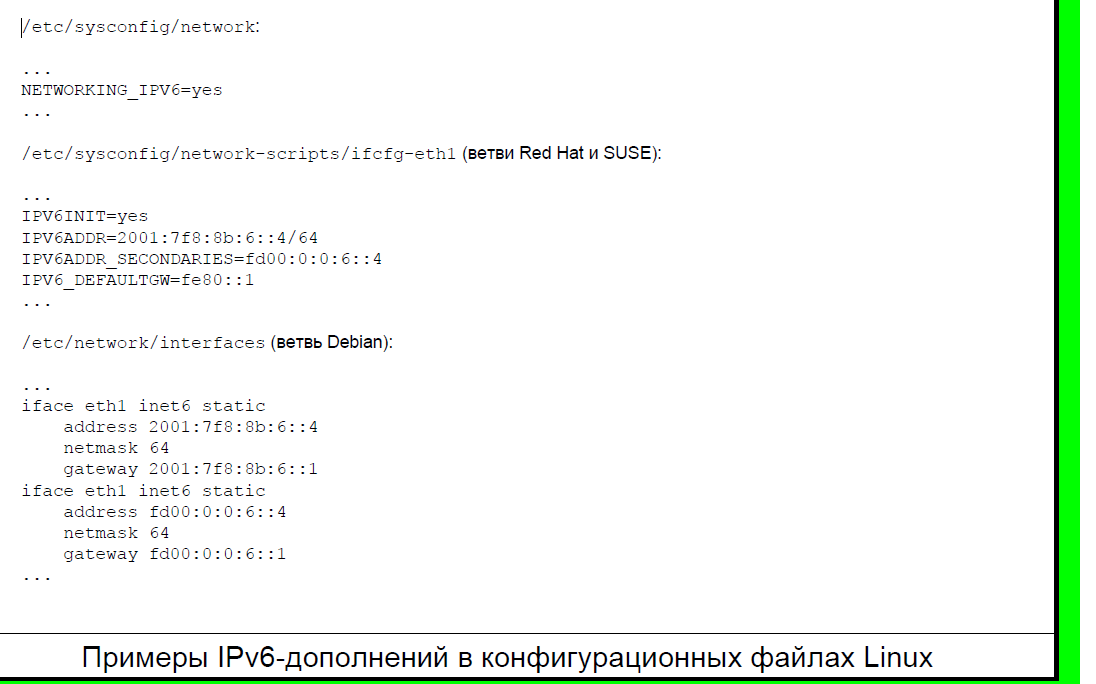 /etc/sysconfig/network:
...
NETWORKING_IPV6=yes
...
/etc/sysconfig/network-scripts/ifcfg-eth1 (ветви Red Hat и SUSE):
...
IPV6INIT=yes
IPV6ADDR=2001:7f8:8b:6::4/64
IPV6ADDR_SECONDARIES=fd00:0:0:6::4
IPV6_DEFAULTGW=fe80::1
...
/etc/network/interfaces (ветвь Debian):
...
iface eth1 inet6 static
    address 2001:7f8:8b:6::4
    netmask 64
    gateway 2001:7f8:8b:6::1
iface eth1 inet6 static
    address fd00:0:0:6::4
    netmask 64
    gateway fd00:0:0:6::1
...
Примеры IPv6-дополнений в конфигурационных файлах Linux